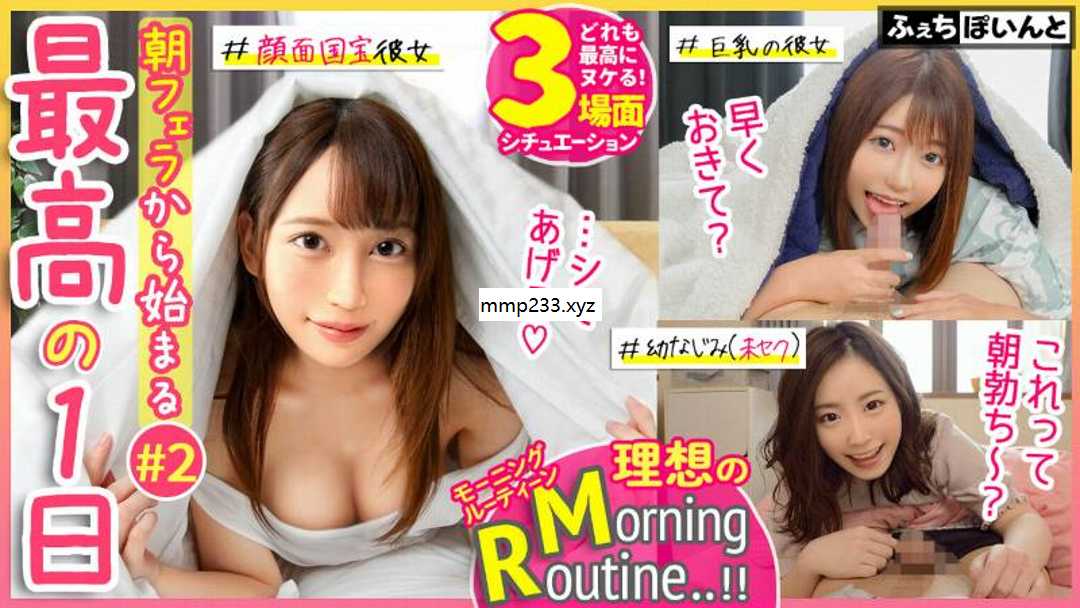 最高の1日
朝フェラから始まる
#2
#顔面国宝彼女
3
どれも
最高に
ヌケる!
場面
シチュエーション
#巨乳の彼女
ふぇちぽいんと
早く
おきて?
mmp233.xyz
#幼なじみ(未セク)
これって
朝勃ち〜?
モーニング
ルーティーン
理想の
Morning
Routine..!!